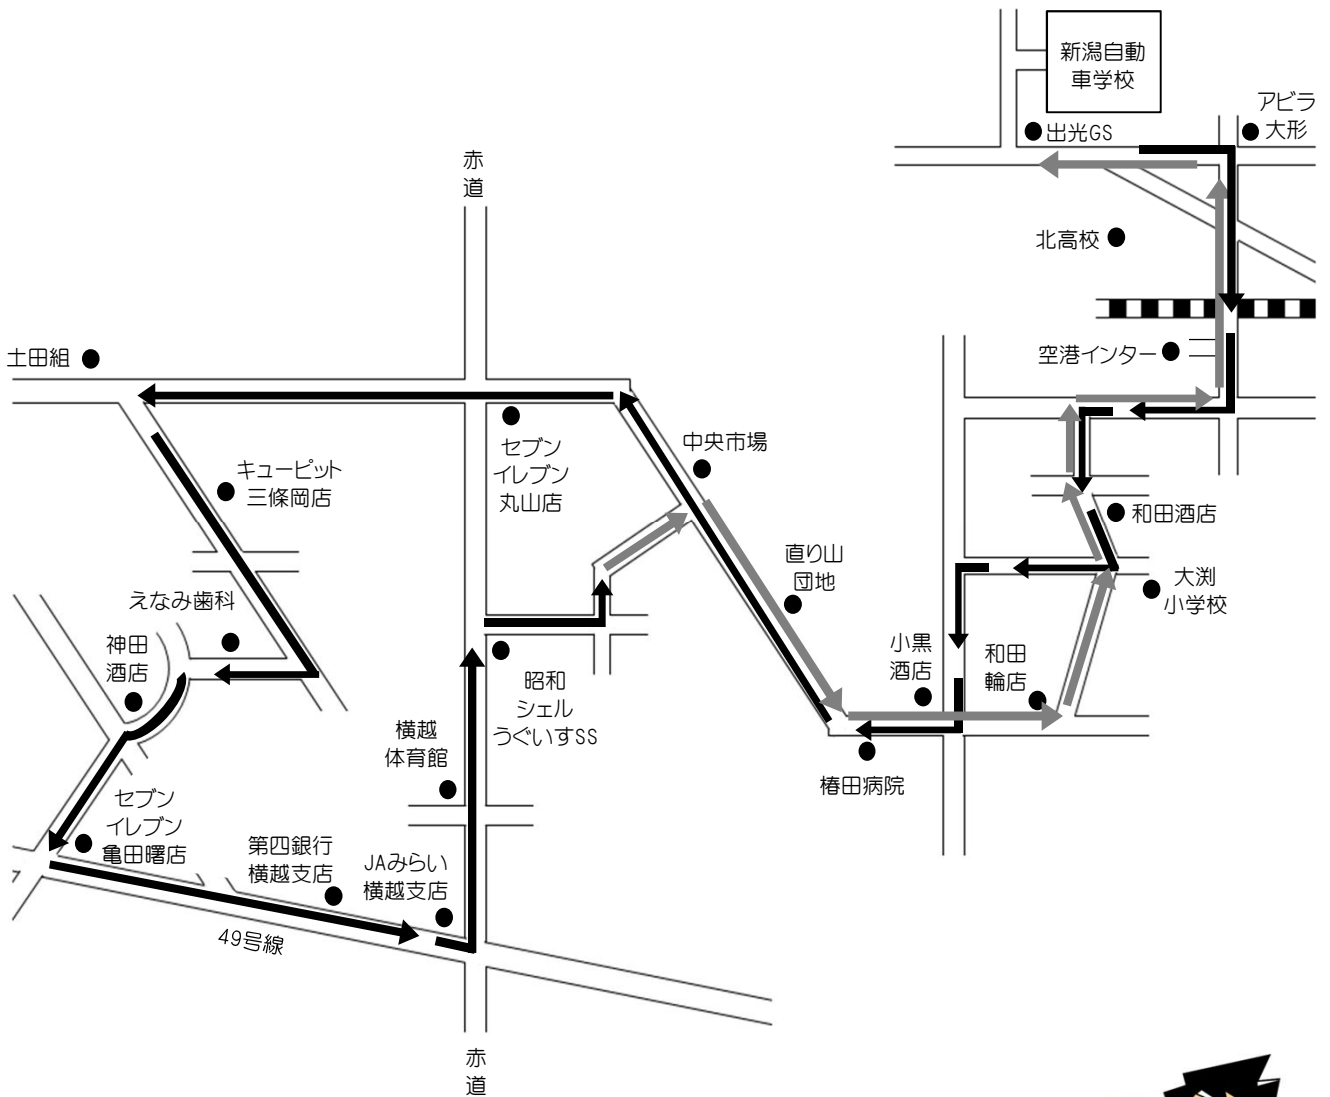 新潟自動
車学校
アビラ
大形
出光GS
赤
道
北高校
空港インター
土田組
セブン
イレブン
丸山店
中央市場
キューピット
三條岡店
和田酒店
直り山
団地
大渕
小学校
えなみ歯科
神田
酒店
小黒
酒店
和田
輪店
昭和
シェル
うぐいすSS
横越
体育館
椿田病院
セブン
イレブン
亀田曙店
第四銀行
横越支店
JAみらい
横越支店
49号線
赤
道